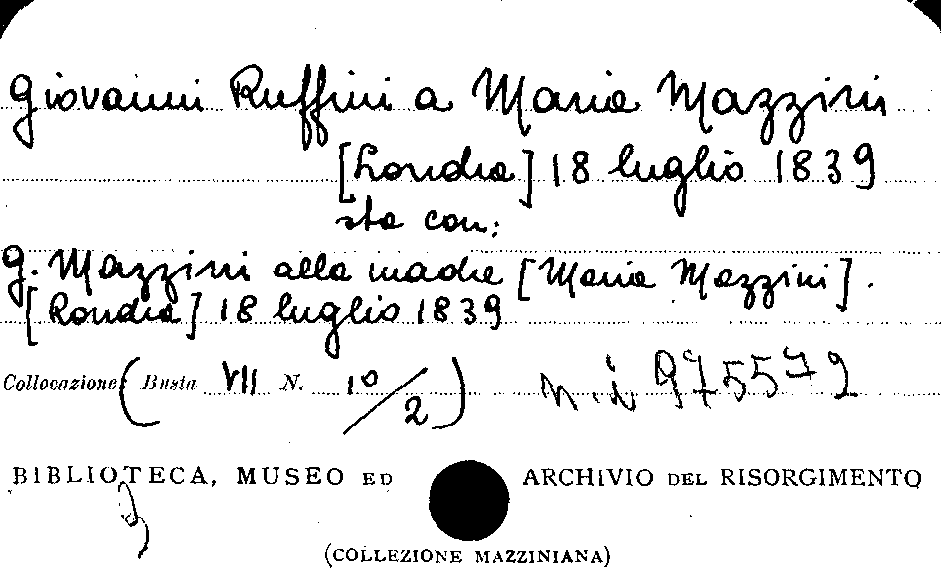 Giovanni Ruffini a Maria Mazzini
[Londra] 18 luglio 1839
sta con:
G. Mazzini alla madre [Maria Mazzini].
[Londra] 18 luglio 1839
Collocazione (Busta VII N. 10/2) n.i 975572
BIBLIOTECA, MUSEO ED ARCHIVIO DEL RISORGIMENTO
(COLLEZIONE MAZZINIANA)